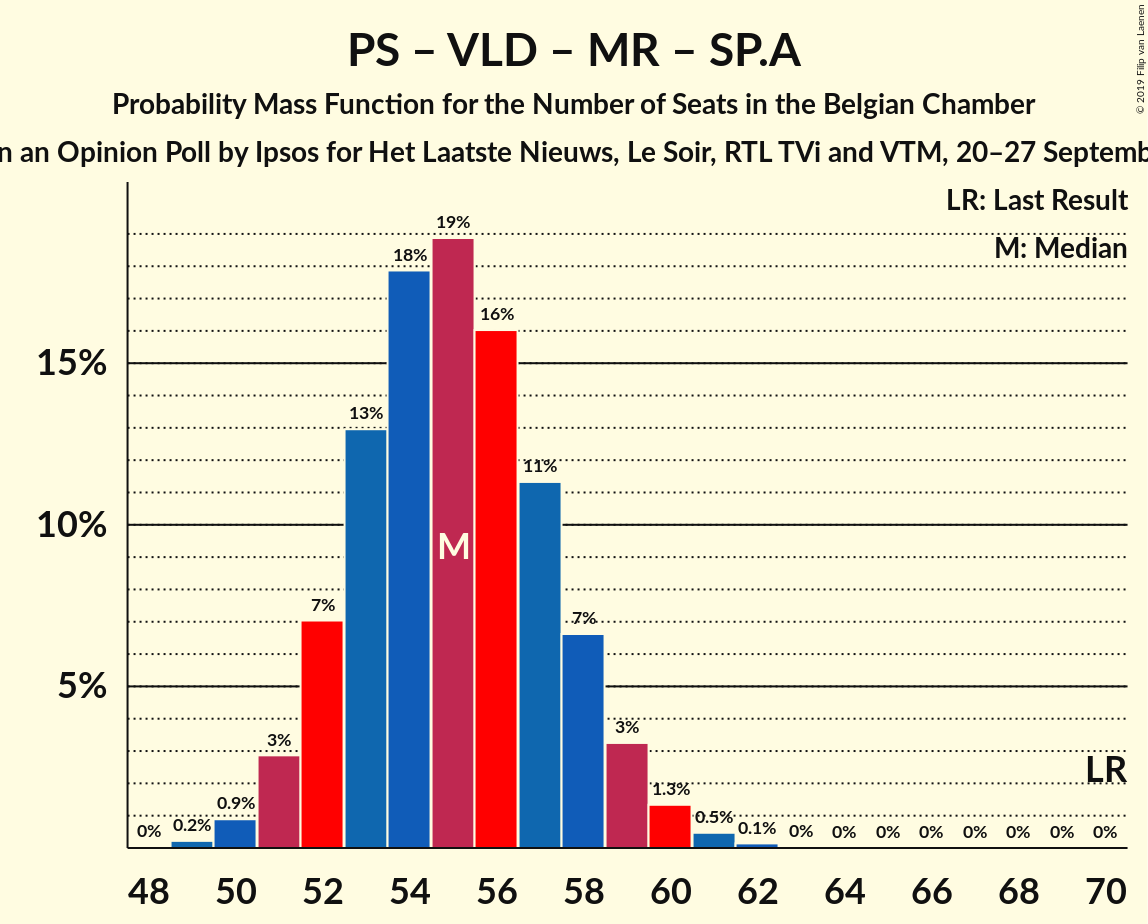 PS – VLD – MR – SP.A
Probability Mass Function for the Number of Seats in the Belgian Chamber
n an Opinion Poll by Ipsos for Het Laatste Nieuws, Le Soir, RTL TVi and VTM, 20–27 Septemb
© 2019 Filip van Laenen
LR: Last Result
M: Median
15%
10%
5%
0%
0.2%
0.9%
3%
7%
13%
18%
19%
16%
11%
7%
3%
1.3%
0.5%
0.1%
0%
0%
0%
0%
0%
0%
0%
0%
M
LR
48 50 52 54 56 58 60 62 64 66 68 70